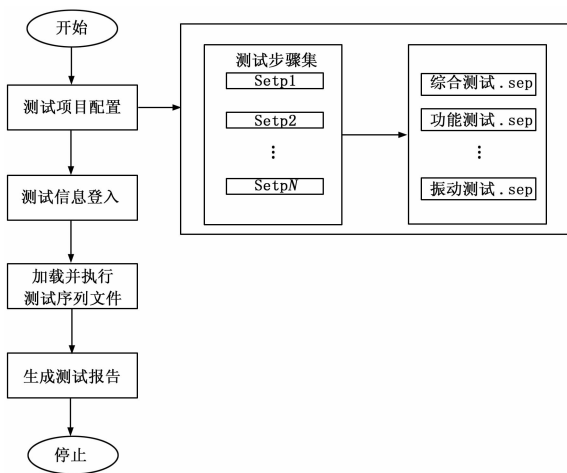 开始
测试项目配置
测试信息登入
加载并执行
测试序列文件
生成测试报告
停止
测试步骤集
Setp1
Setp2
⋮
SetpN
综合测试.sep
功能测试.sep
⋮
振动测试.sep